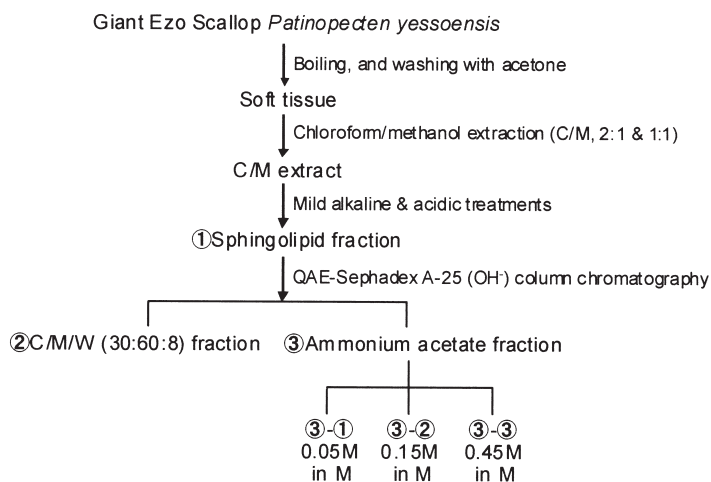 Giant Ezo Scallop Patinopecten yessoensis
Boiling, and washing with acetone
Soft tissue
Chloroform/methanol extraction (C/M, 2:1 & 1:1)
C/M extract
Mild alkaline & acidic treatments
①Sphingolipid fraction
QAE-Sephadex A-25 (OH⁻) column chromatography
②C/M/W (30:60:8) fraction ③Ammonium acetate fraction
③-① ③-② ③-③
0.05M 0.15M 0.45M
in M in M in M